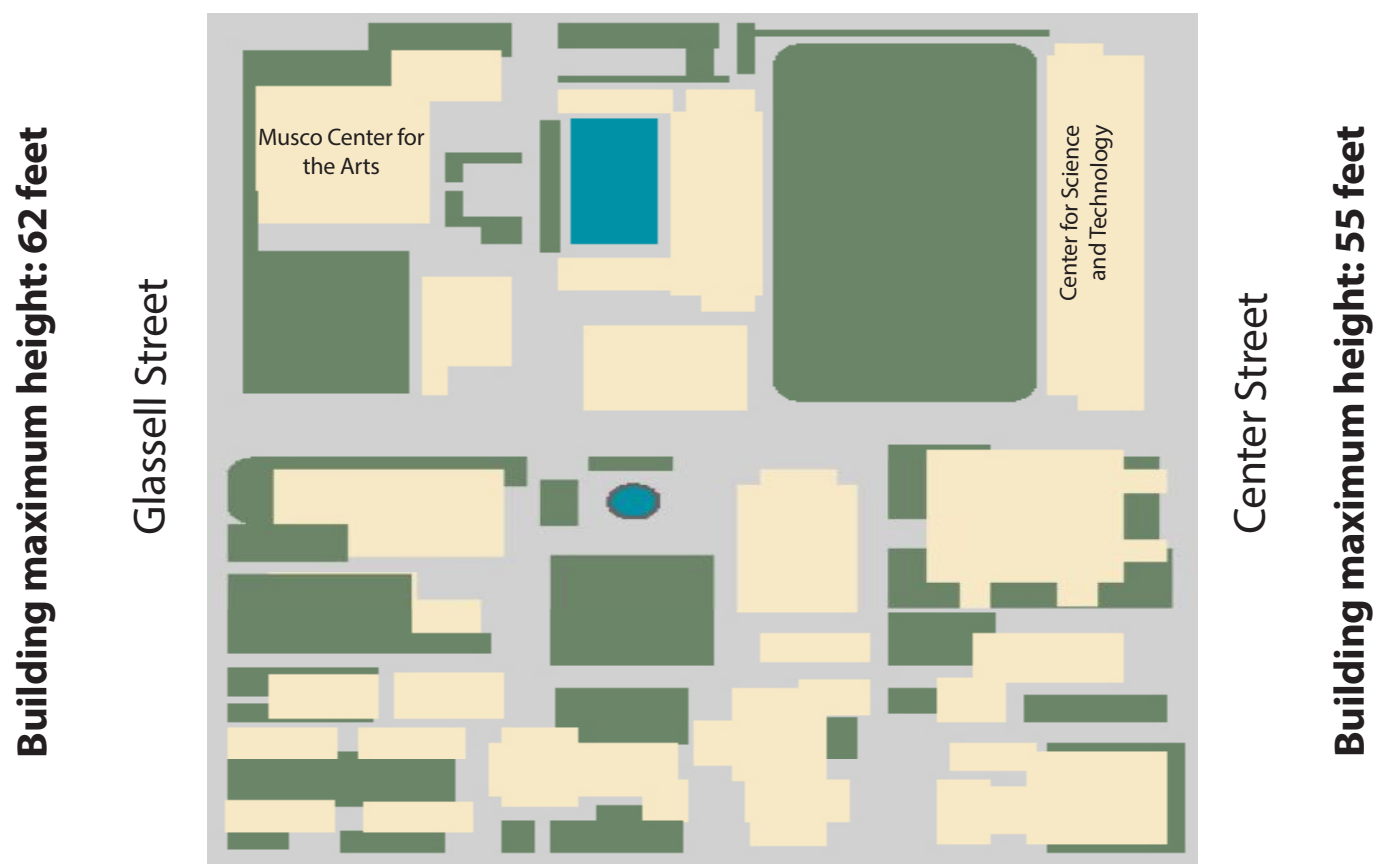 Building maximum height: 62 feet
Glassell Street
Musco Center for
the Arts
Center for Science
and Technology
Center Street
Building maximum height: 55 feet